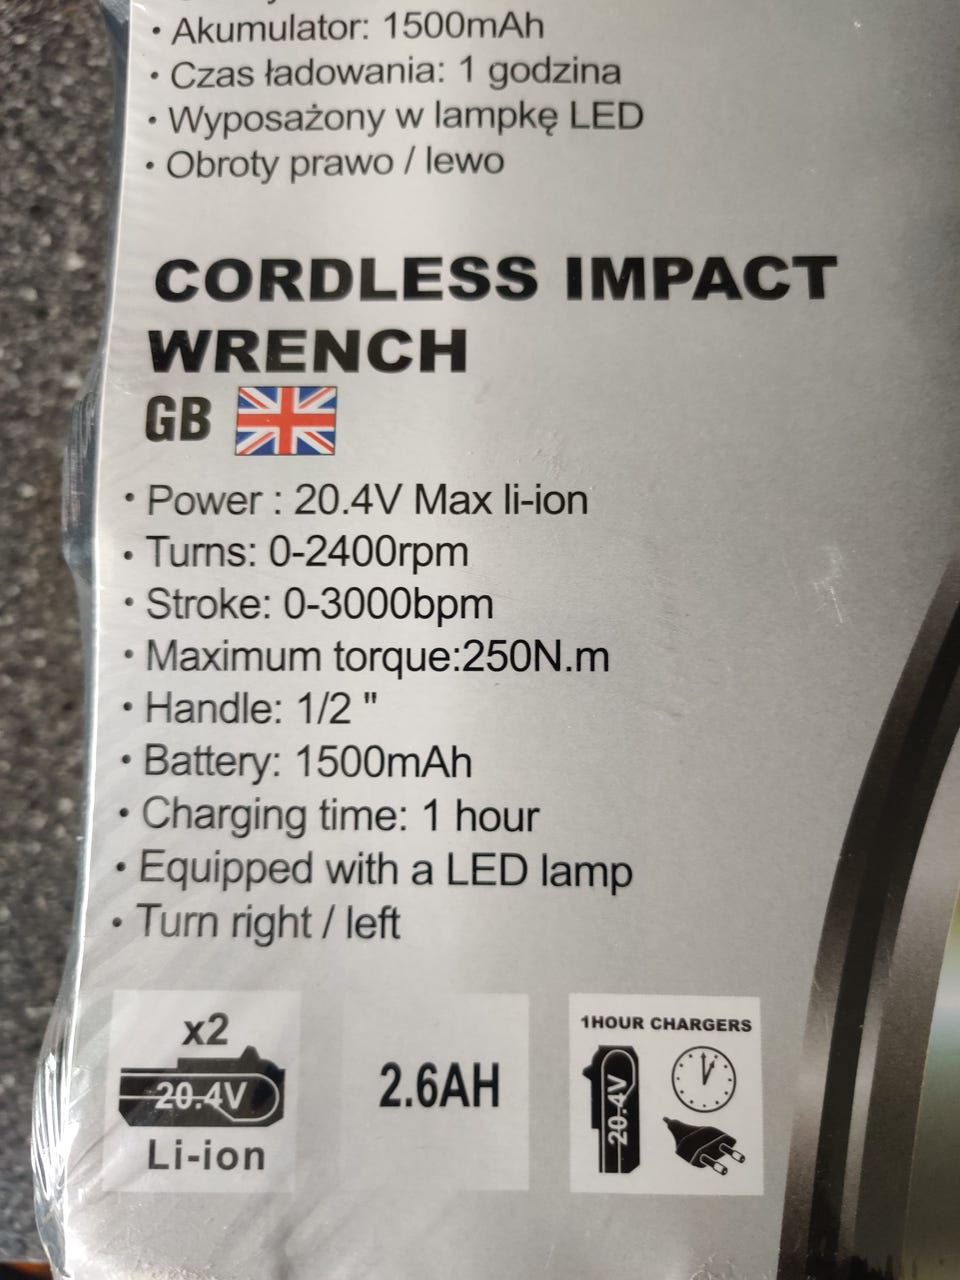 • Akumulator: 1500mAh
• Czas ładowania: 1 godzina
• Wyposażony w lampkę LED
• Obroty prawo / lewo
CORDLESS IMPACT
WRENCH
GB
• Power : 20.4V Max li-ion
• Turns: 0-2400rpm
• Stroke: 0-3000bpm
• Maximum torque:250N.m
• Handle: 1/2 "
• Battery: 1500mAh
• Charging time: 1 hour
• Equipped with a LED lamp
• Turn right / left
x2
20.4V
Li-ion
2.6AH
1HOUR CHARGERS
20.4V